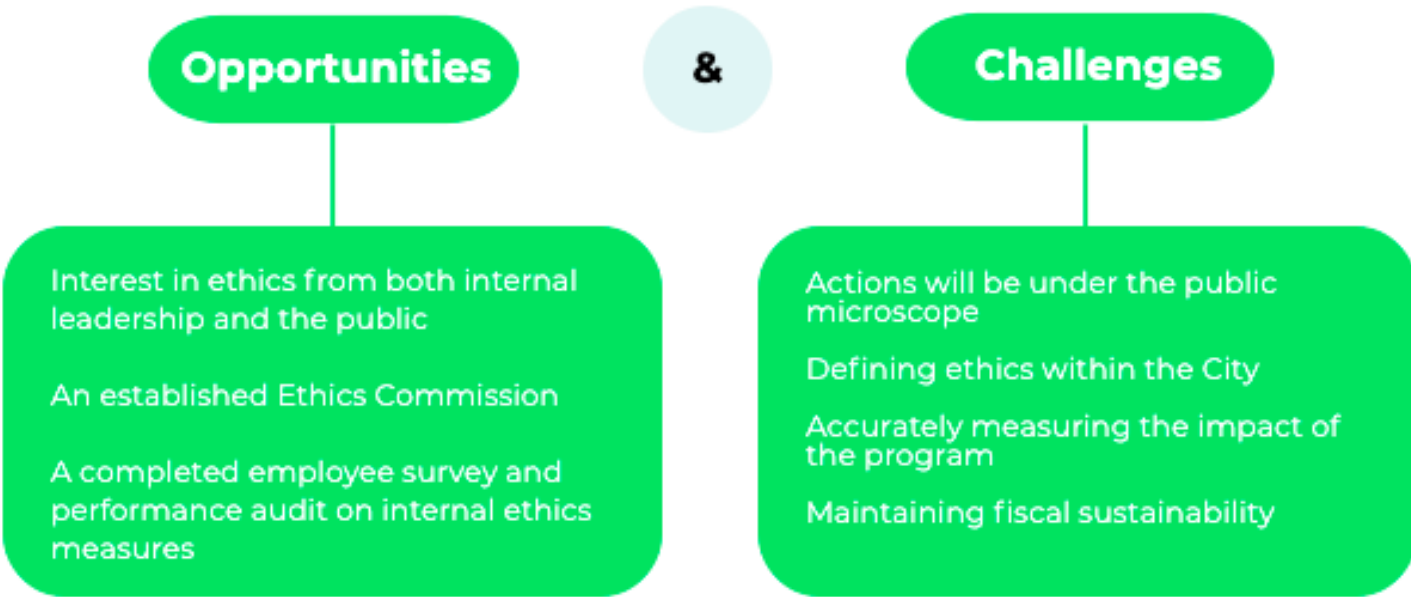 Opportunities
&
Challenges
Interest in ethics from both internal
leadership and the public
An established Ethics Commission
A completed employee survey and
performance audit on internal ethics
measures
Actions will be under the public
microscope
Defining ethics within the City
Accurately measuring the impact of
the program
Maintaining fiscal sustainability